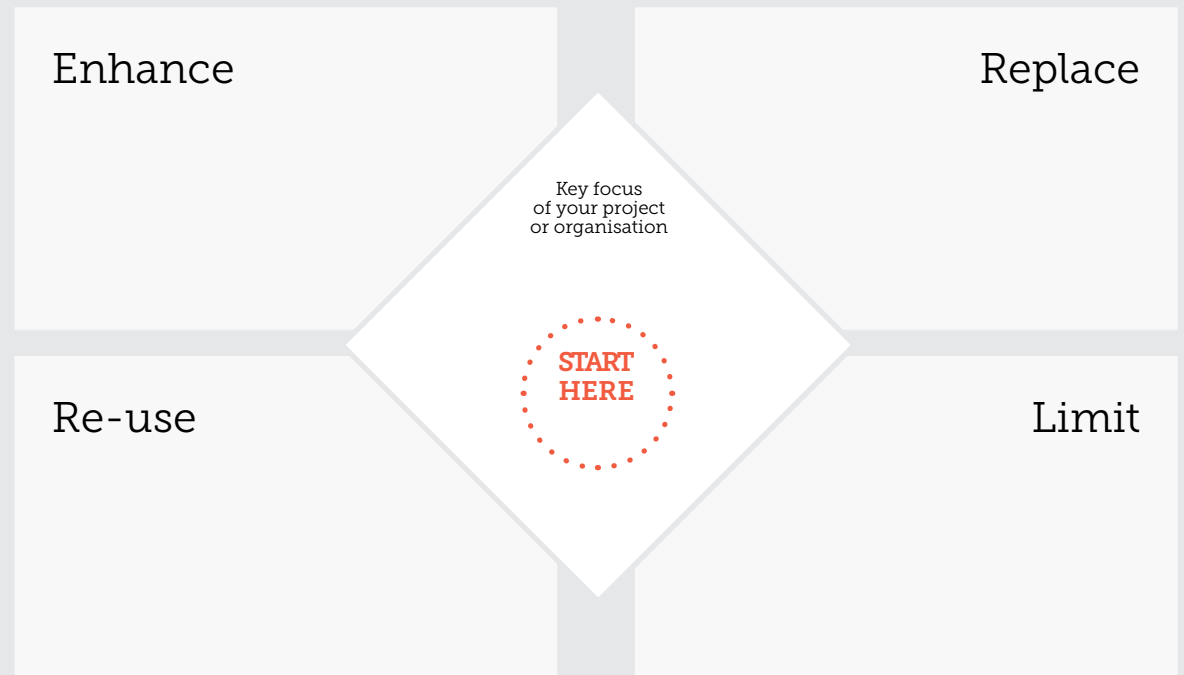 Enhance
Replace
Key focus
of your project
or organisation
START
HERE
Re-use
Limit